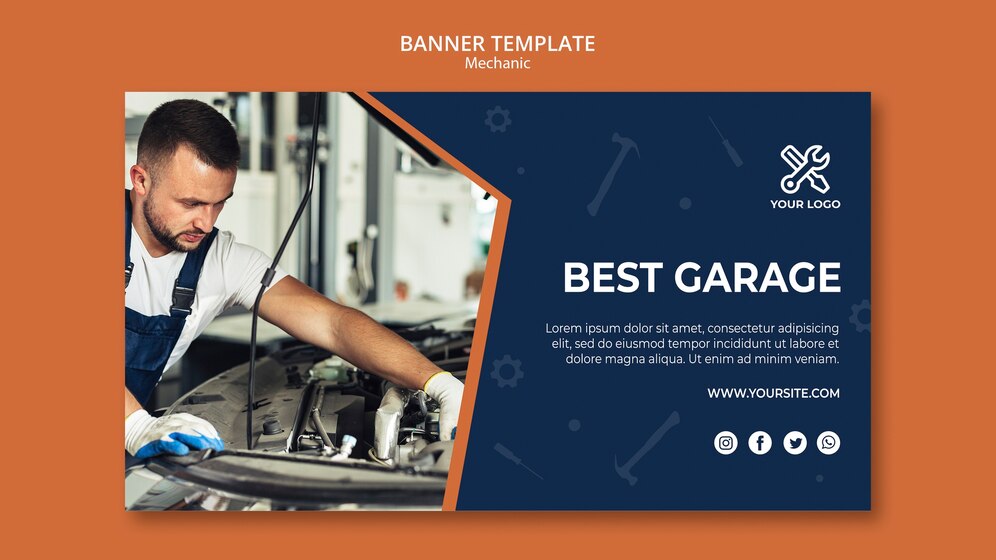 BANNER TEMPLATE
Mechanic
YOUR LOGO
BEST GARAGE
Lorem ipsum dolor sit amet, consectetur adipisicing
elit, sed do eiusmod tempor incididunt ut labore et
dolore magna aliqua. Ut enim ad minim veniam.
WWW.YOURSITE.COM